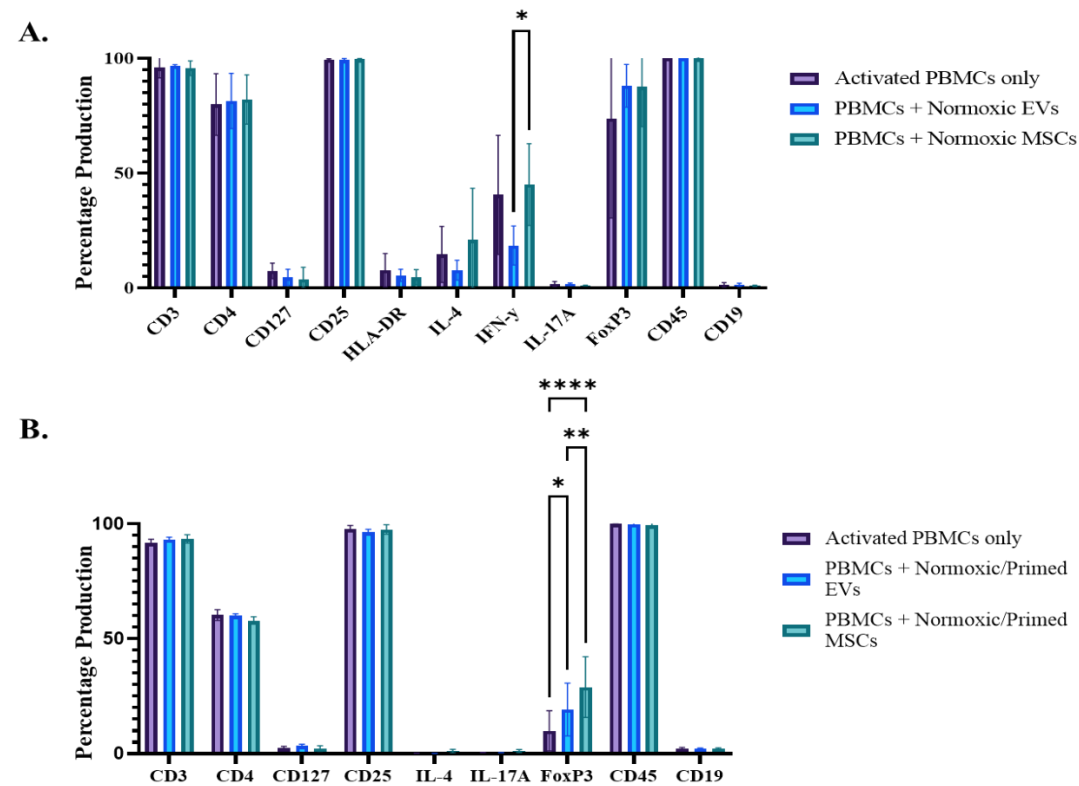 A.
*
100
50
0
Percentage Production
CD3
CD4
CD127
CD25
HLA-DR
IL-4
IFN-y
IL-17A
FoxP3
CD45
CD19
Activated PBMCs only
PBMCs + Normoxic EVs
PBMCs + Normoxic MSCs
B.
****
**
*
100
50
0
Percentage Production
CD3
CD4
CD127
CD25
IL-4
IL-17A
FoxP3
CD45
CD19
Activated PBMCs only
PBMCs + Normoxic/Primed
EVs
PBMCs + Normoxic/Primed
MSCs